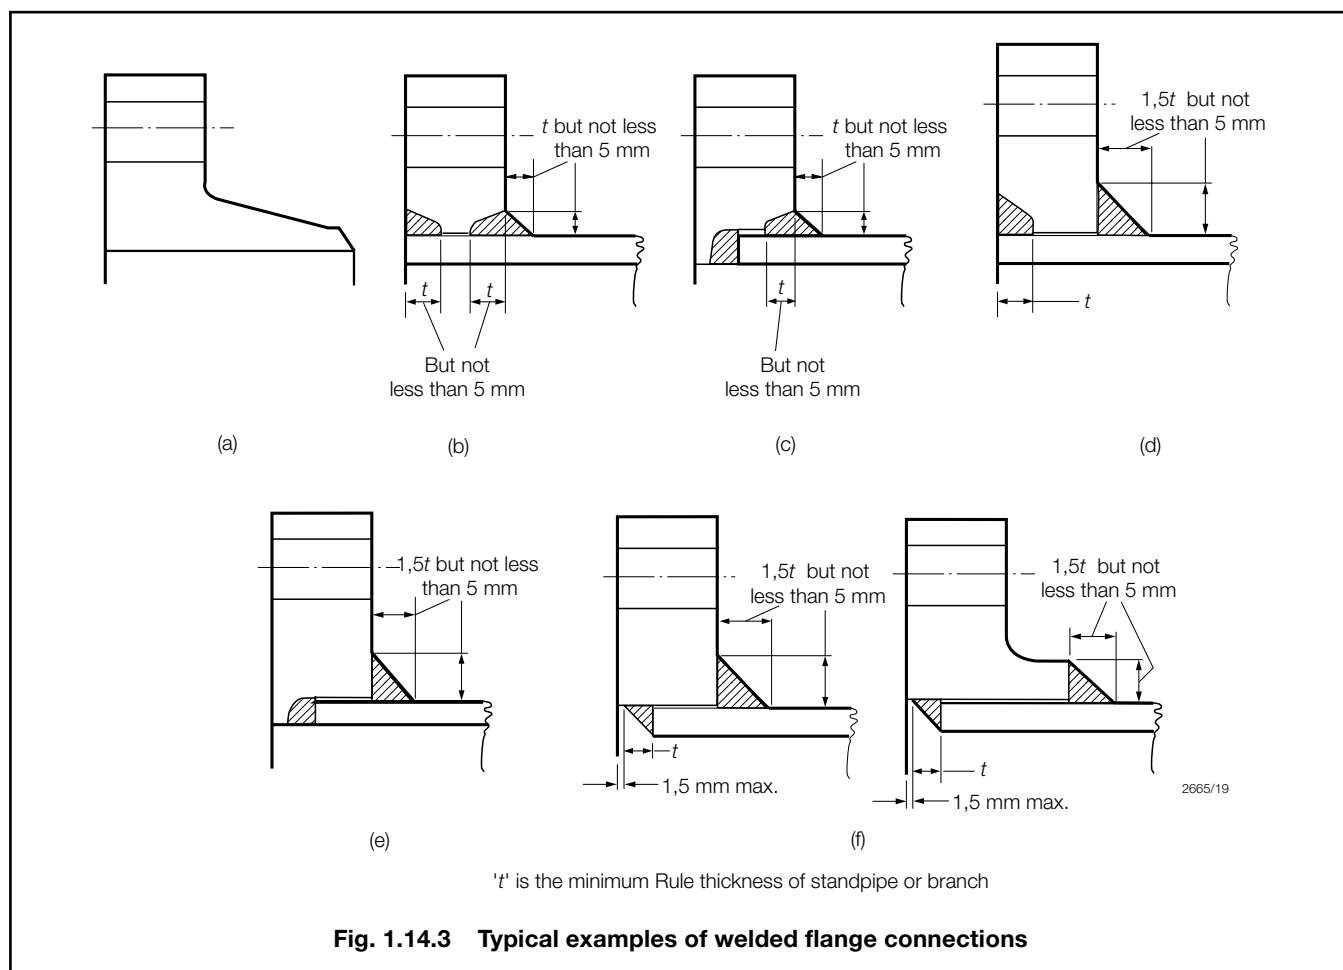 t but not less
than 5 mm
t
t
But not
less than 5 mm
(b)
t but not less
than 5 mm
t
But not
less than 5 mm
(c)
1,5t but not
less than 5 mm
t
(d)
(a)
1,5t but not less
than 5 mm
(e)
1,5t but not
less than 5 mm
t
1,5 mm max.
1,5t but not
less than 5 mm
t
1,5 mm max.
(f)
2665/19
't' is the minimum Rule thickness of standpipe or branch
Fig. 1.14.3 Typical examples of welded flange connections